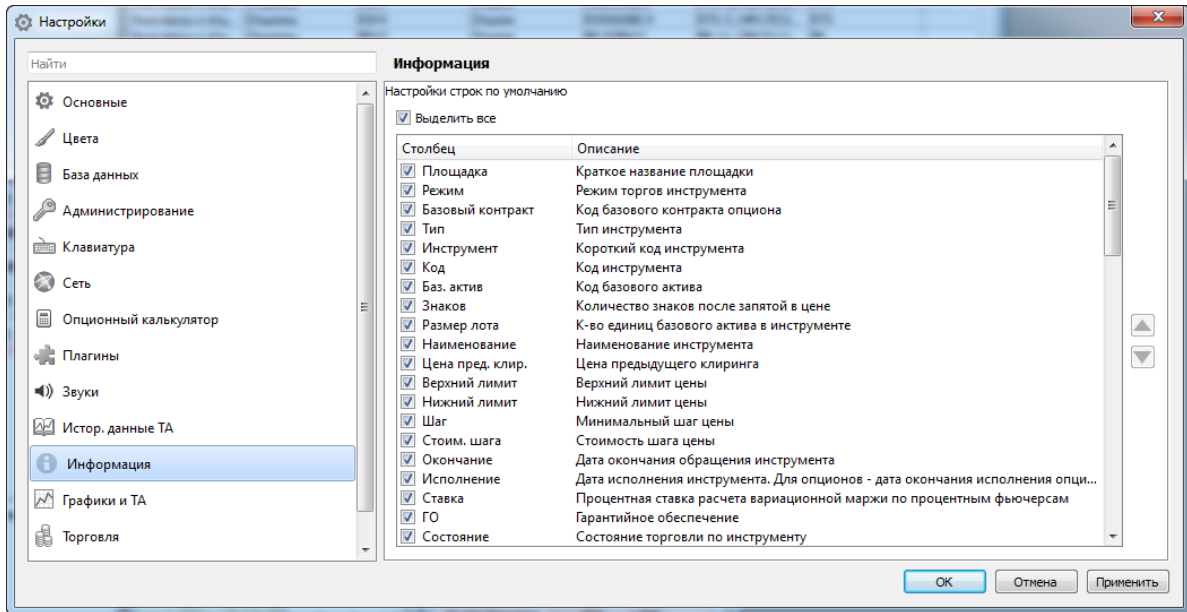 Настройки
Найти
Основные
Цвета
База данных
Администрирование
Клавиатура
Сеть
Опционный калькулятор
Плагины
Звуки
Истор. данные ТА
Информация
Графики и ТА
Торговля
Информация
Настройки строк по умолчанию
Выделить все
Столбец Описание
Площадка Краткое название площадки
Режим Режим торгов инструмента
Базовый контракт Код базового контракта опциона
Тип Тип инструмента
Инструмент Короткий код инструмента
Код Код инструмента
Баз. актив Код базового актива
Знаков Количество знаков после запятой в цене
Размер лота К-во единиц базового актива в инструменте
Наименование Наименование инструмента
Цена пред. клир. Цена предыдущего клиринга
Верхний лимит Верхний лимит цены
Нижний лимит Нижний лимит цены
Шаг Минимальный шаг цены
Стоим. шага Стоимость шага цены
Окончание Дата окончания обращения инструмента
Исполнение Дата исполнения инструмента. Для опционов - дата окончания исполнения опци...
Ставка Процентная ставка расчета вариационной маржи по процентным фьючерсам
ГО Гарантийное обеспечение
Состояние Состояние торговли по инструменту
OK Отмена Применить